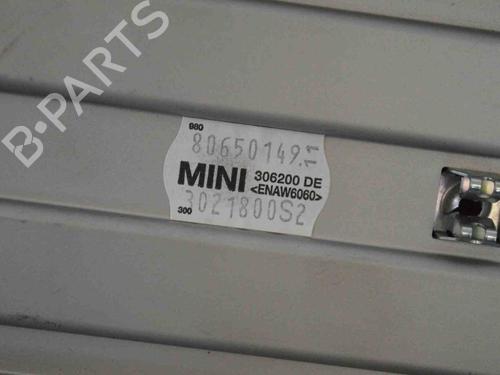 B-PARTS
980
80650149.11
MINI 306200 DE
<ENAW6060>
300 3021800S2